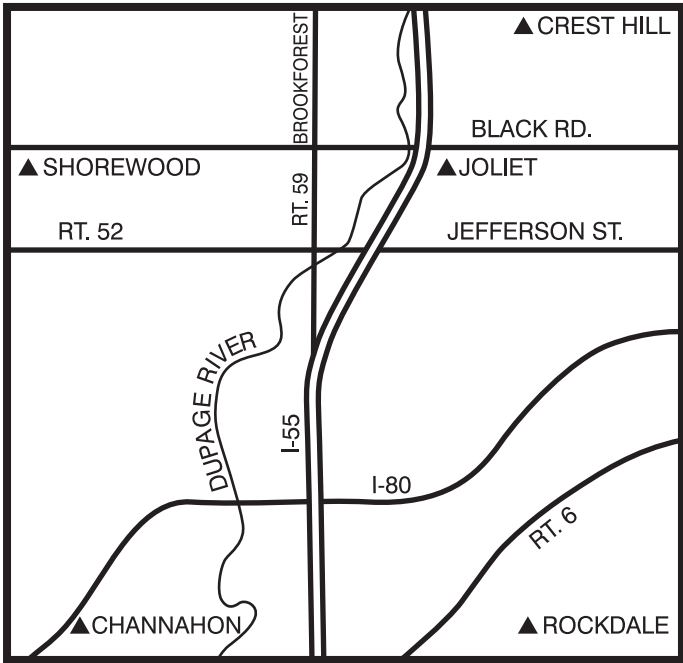 ▲ CREST HILL
BROOKFOREST
BLACK RD.
▲ SHOREWOOD
▲ JOLIET
RT. 59
RT. 52
JEFFERSON ST.
DUPAGE RIVER
I-55
I-80
RT. 6
▲ CHANNAHON
▲ ROCKDALE